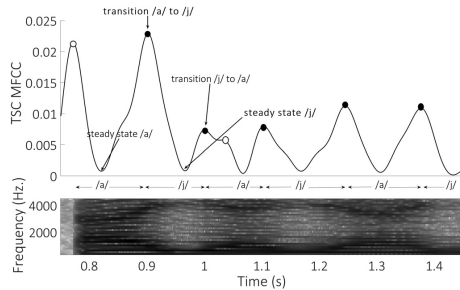 transition /a/ to /j/
0.025
0.02
0.015
0.01
0.005
0
TSC MFCC
transition /j/ to /a/
steady state /j/
steady state /a/
/a/ /j/ /a/ /j/ /a/ /j/
4000
2000
Frequency (Hz.)
0.8 0.9 1 1.1 1.2 1.3 1.4
Time (s)